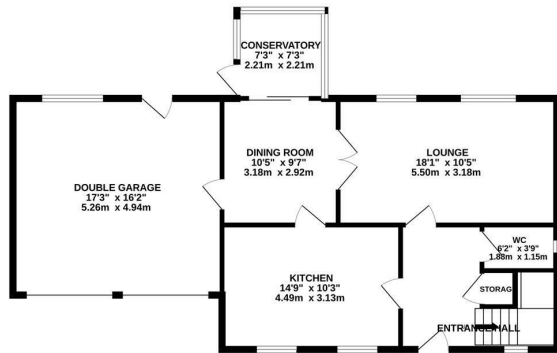 CONSERVATORY
7'3" x 7'3"
2.21m x 2.21m
DINING ROOM
10'5" x 9'7"
3.18m x 2.92m
LOUNGE
18'1" x 10'5"
5.50m x 3.18m
DOUBLE GARAGE
17'3" x 16'2"
5.26m x 4.94m
WC
6'2" x 3'9"
1.88m x 1.15m
KITCHEN
14'9" x 10'3"
4.49m x 3.13m
STORAG
ENTRANCE HALL